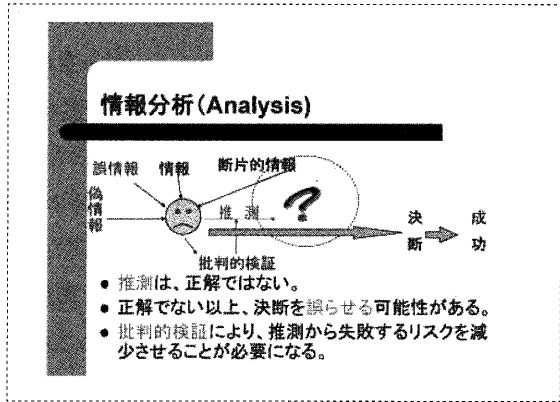 情報分析(Analysis)
誤情報 情報 断片的情報
偽情報
推測
?
決断
成功
批判的検証
● 推測は、正解ではない。
● 正解でない以上、決断を誤らせる可能性がある。
● 批判的検証により、推測から失敗するリスクを減
少させることが必要になる。